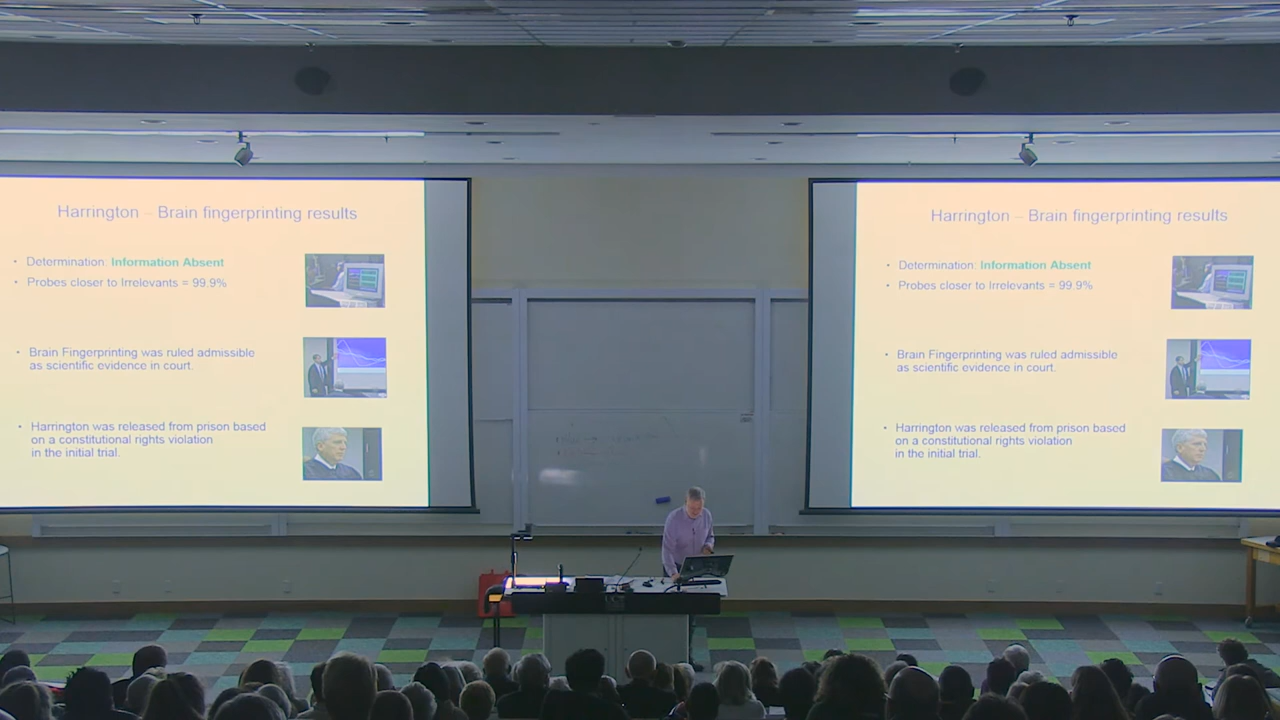 Harrington – Brain fingerprinting results
• Determination: Information Absent
• Probes closer to Irrelevants = 99.9%
• Brain Fingerprinting was ruled admissible
as scientific evidence in court.
• Harrington was released from prison based
on a constitutional rights violation
in the initial trial.
Harrington – Brain fingerprinting results
• Determination: Information Absent
• Probes closer to Irrelevants = 99.9%
• Brain Fingerprinting was ruled admissible
as scientific evidence in court.
• Harrington was released from prison based
on a constitutional rights violation
in the initial trial.